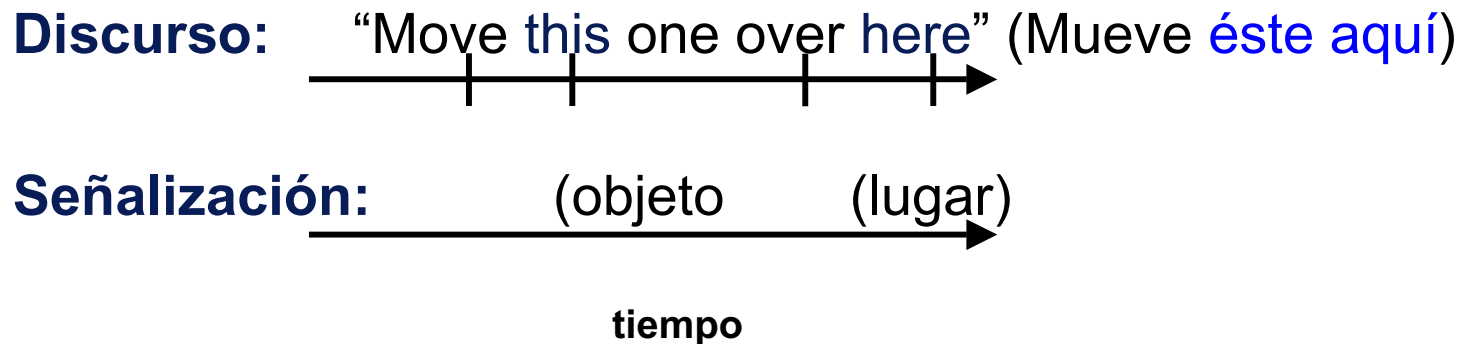 Discurso: “Move this one over here” (Mueve éste aquí)
Señalización: (objeto (lugar)
tiempo